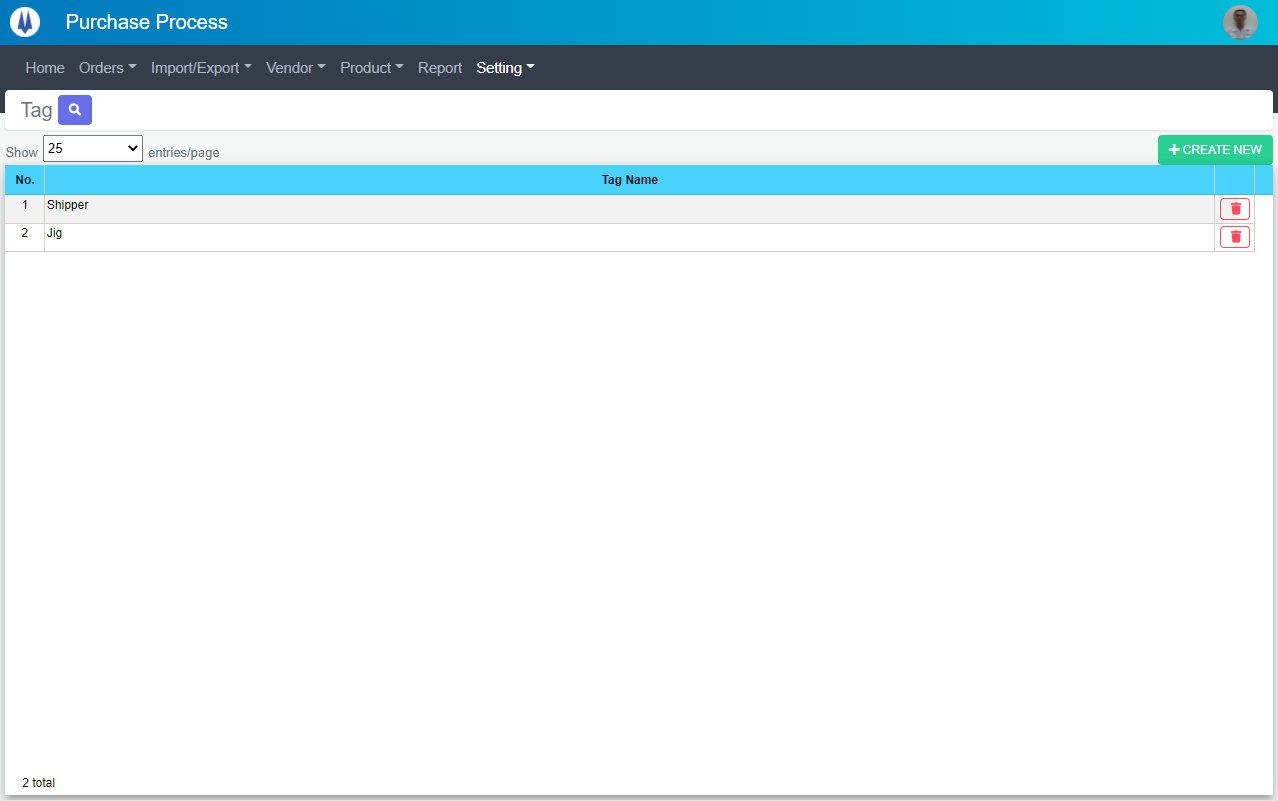 Purchase Process
Home Orders Import/Export Vendor Product Report Setting
Tag
Show 25 entries/page
CREATE NEW
No. Tag Name
1 Shipper
2 Jig
2 total